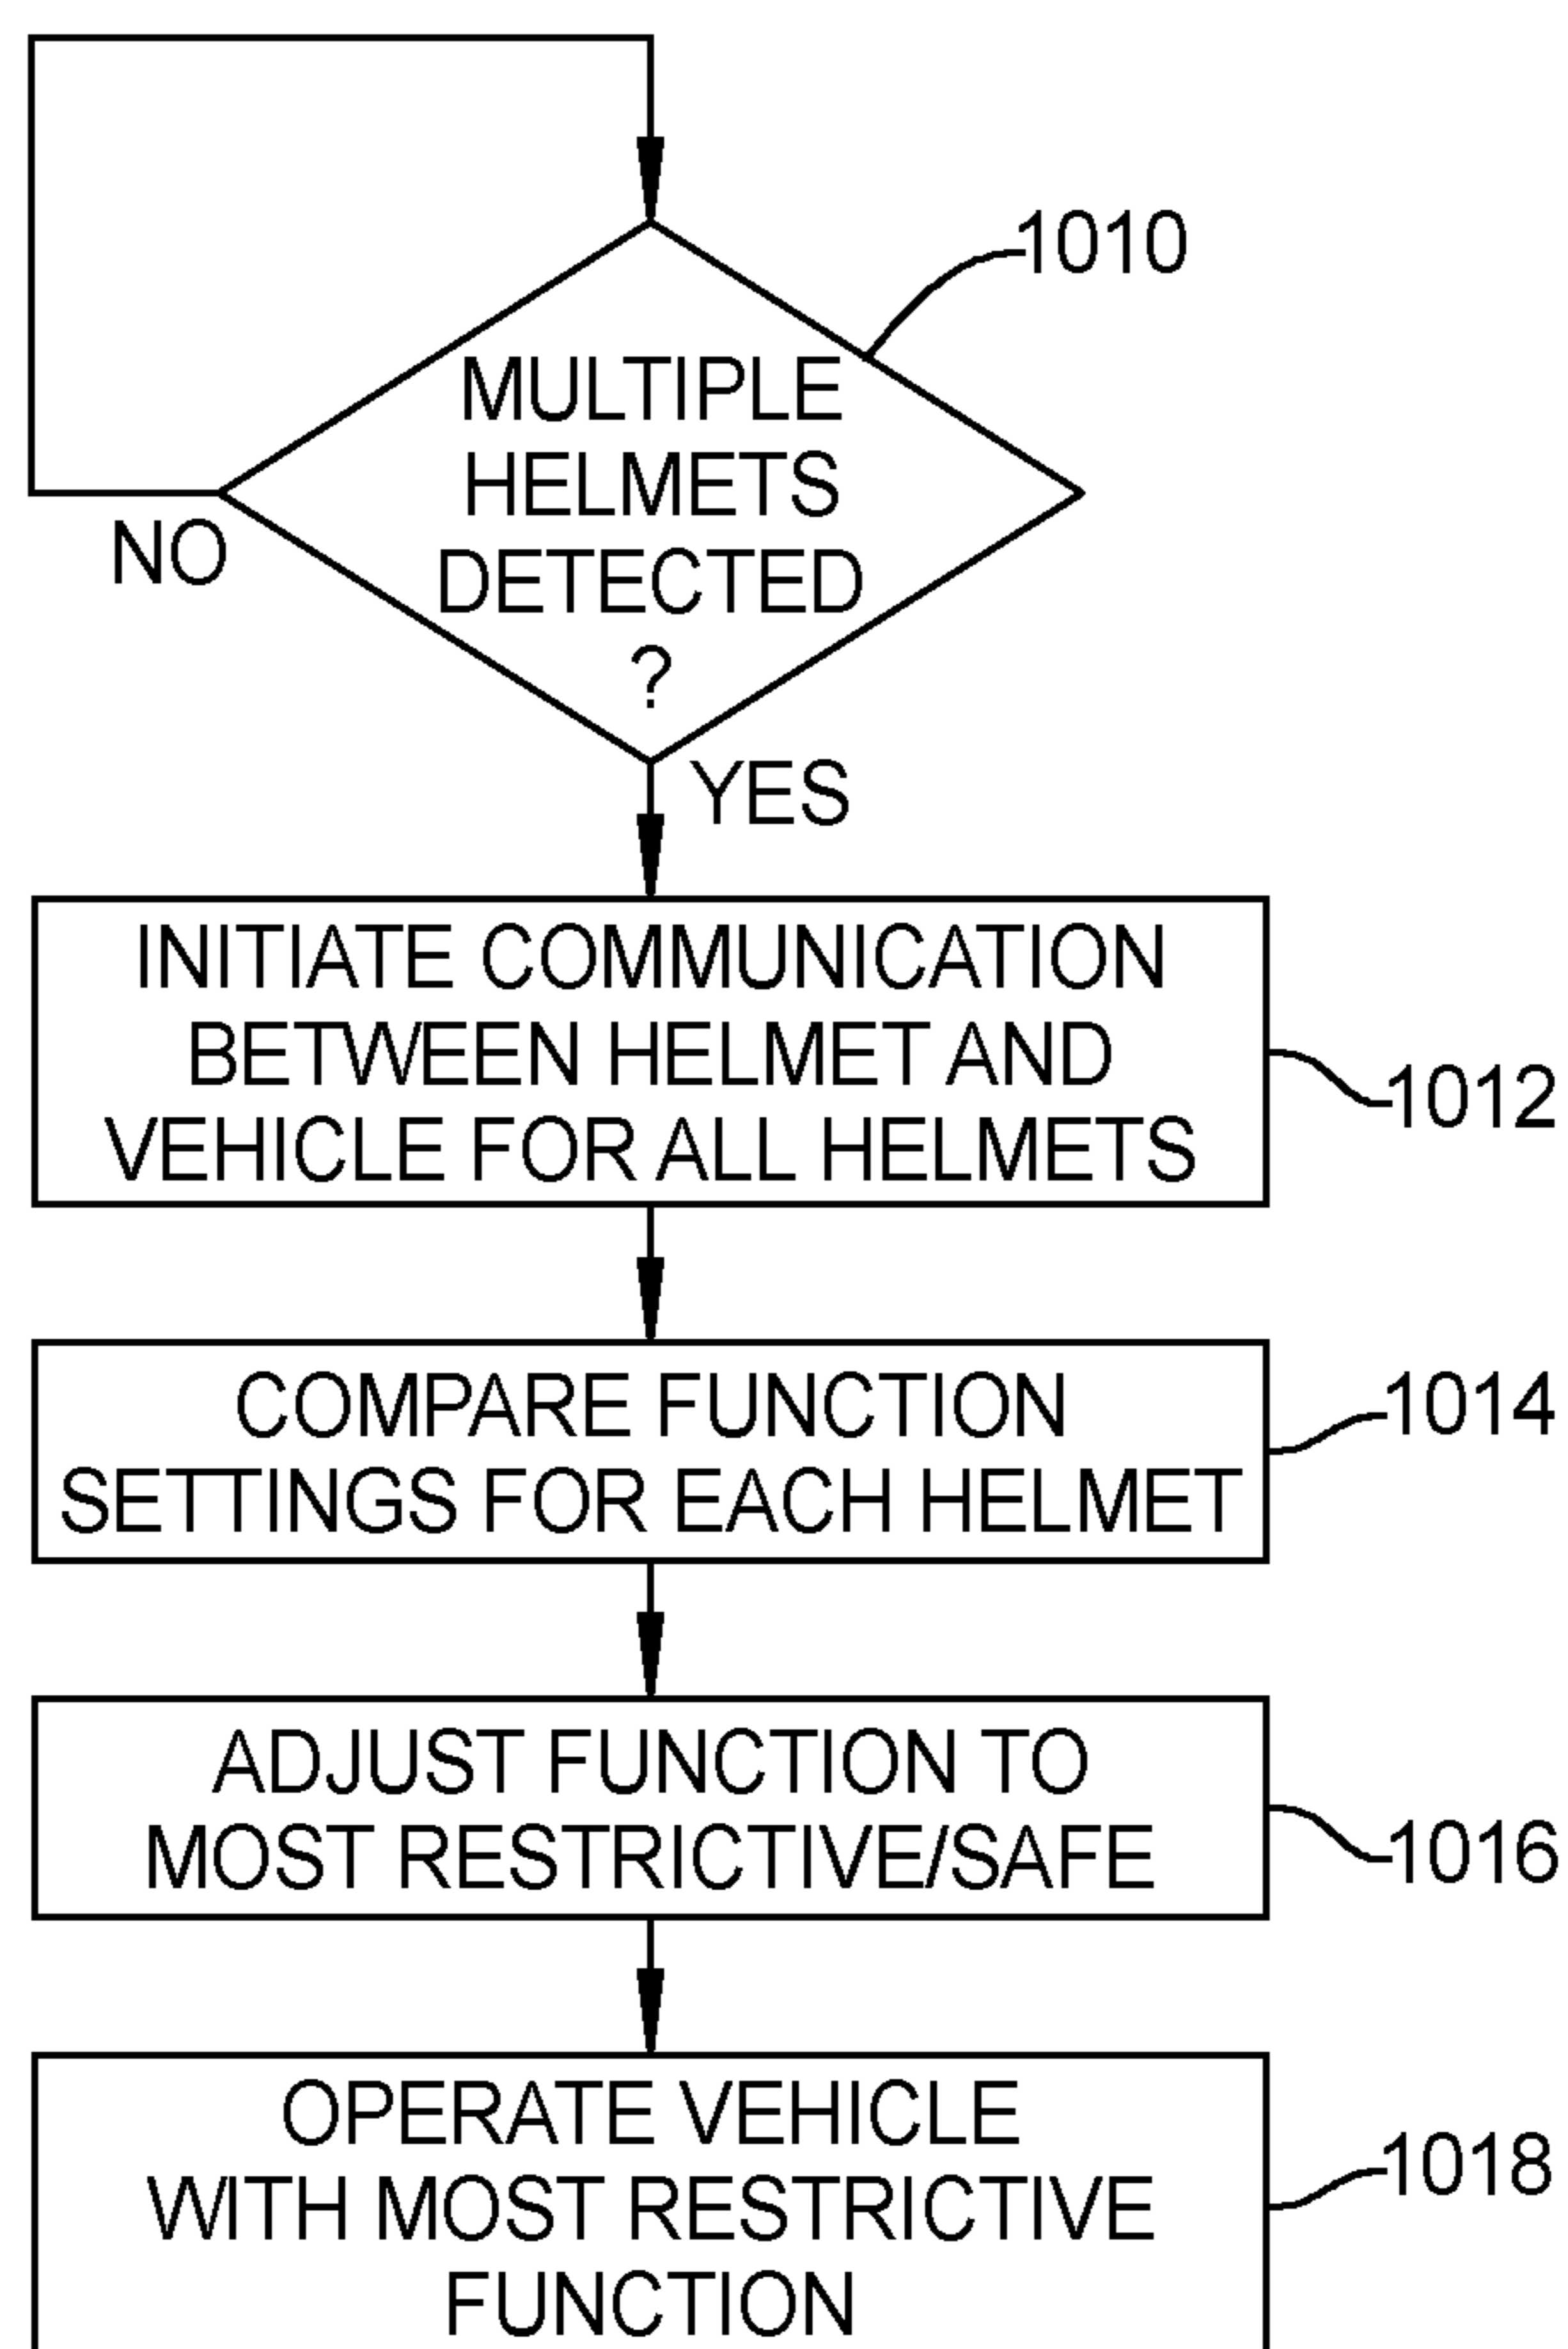 1010
MULTIPLE
HELMETS
DETECTED
?
NO
YES
INITIATE COMMUNICATION
BETWEEN HELMET AND
VEHICLE FOR ALL HELMETS
1012
COMPARE FUNCTION
SETTINGS FOR EACH HELMET
1014
ADJUST FUNCTION TO
MOST RESTRICTIVE/SAFE
1016
OPERATE VEHICLE
WITH MOST RESTRICTIVE
FUNCTION
1018